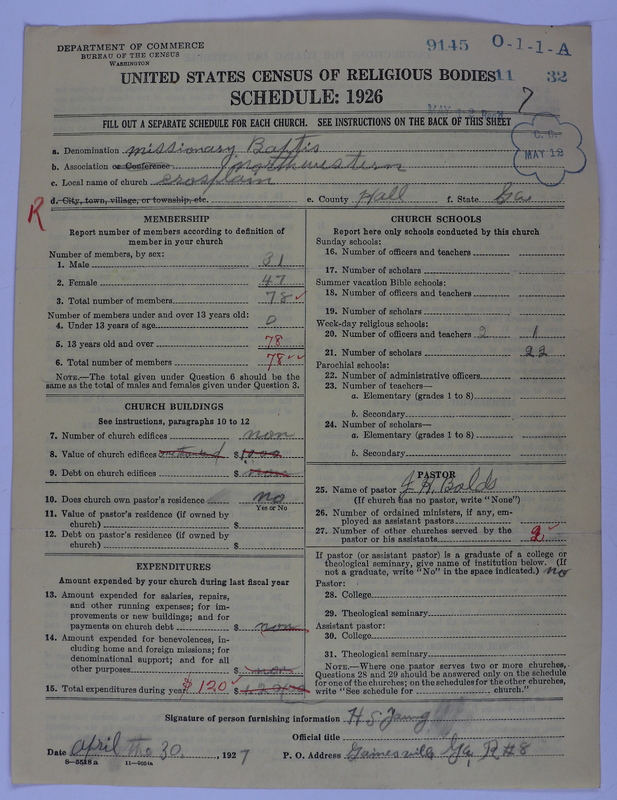 DEPARTMENT OF COMMERCE
BUREAU OF THE CENSUS
WASHINGTON
9145 O-1-1-A
UNITED STATES CENSUS OF RELIGIOUS BODIES 11 32
SCHEDULE: 1926
7
FILL OUT A SEPARATE SCHEDULE FOR EACH CHURCH. SEE INSTRUCTIONS ON THE BACK OF THIS SHEET
MAY 12
a. Denomination missionary Baptis
b. Association or Conference northwestern
c. Local name of church crosplain
d. City, town, village, or township, etc. e. County Hall f. State Ga
R
MEMBERSHIP
Report number of members according to definition of
member in your church
Number of members, by sex:
1. Male 31
2. Female 47
3. Total number of members 78
Number of members under and over 13 years old:
4. Under 13 years of age 0
5. 13 years old and over 78
6. Total number of members 78
NOTE.—The total given under Question 6 should be
same as the total of males and females given under Question 3.
CHURCH BUILDINGS
See instructions, paragraphs 10 to 12
7. Number of church edifices non
8. Value of church edifices $
9. Debt on church edifices $ non
10. Does church own pastor's residence no
Yes or No
11. Value of pastor's residence (if owned by
church) $
12. Debt on pastor's residence (if owned by
church) $
EXPENDITURES
Amount expended by your church during last fiscal year
13. Amount expended for salaries, repairs,
and other running expenses; for im-
provements or new buildings; and for
payments on church debt $ non
14. Amount expended for benevolences, in-
cluding home and foreign missions; for
denominational support; and for all
other purposes $ non
15. Total expenditures during year $120 $
CHURCH SCHOOLS
Report here only schools conducted by this church
Sunday schools:
16. Number of officers and teachers
17. Number of scholars
Summer vacation Bible schools:
18. Number of officers and teachers
19. Number of scholars
Week-day religious schools:
20. Number of officers and teachers 2 1
21. Number of scholars 22
Parochial schools:
22. Number of administrative officers
23. Number of teachers—
a. Elementary (grades 1 to 8)
b. Secondary
24. Number of scholars—
a. Elementary (grades 1 to 8)
b. Secondary
PASTOR
25. Name of pastor J. H. Bolds
(If church has no pastor, write "None")
26. Number of ordained ministers, if any, em-
ployed as assistant pastors
27. Number of other churches served by the
pastor or his assistants 2
If pastor (or assistant pastor) is a graduate of a college or
theological seminary, give name of institution below. (If
not a graduate, write "No" in the space indicated.) no
Pastor:
28. College
29. Theological seminary
Assistant pastor:
30. College
31. Theological seminary
NOTE.—Where one pastor serves two or more churches,
Questions 28 and 29 should be answered only on the schedule
for one of the churches; on the schedules for the other churches,
write "See schedule for church."
Signature of person furnishing information H S
Official title
Date april the 30, 1927 P. O. Address Gainesville Ga, R#8
8—5518 a 11—9051a